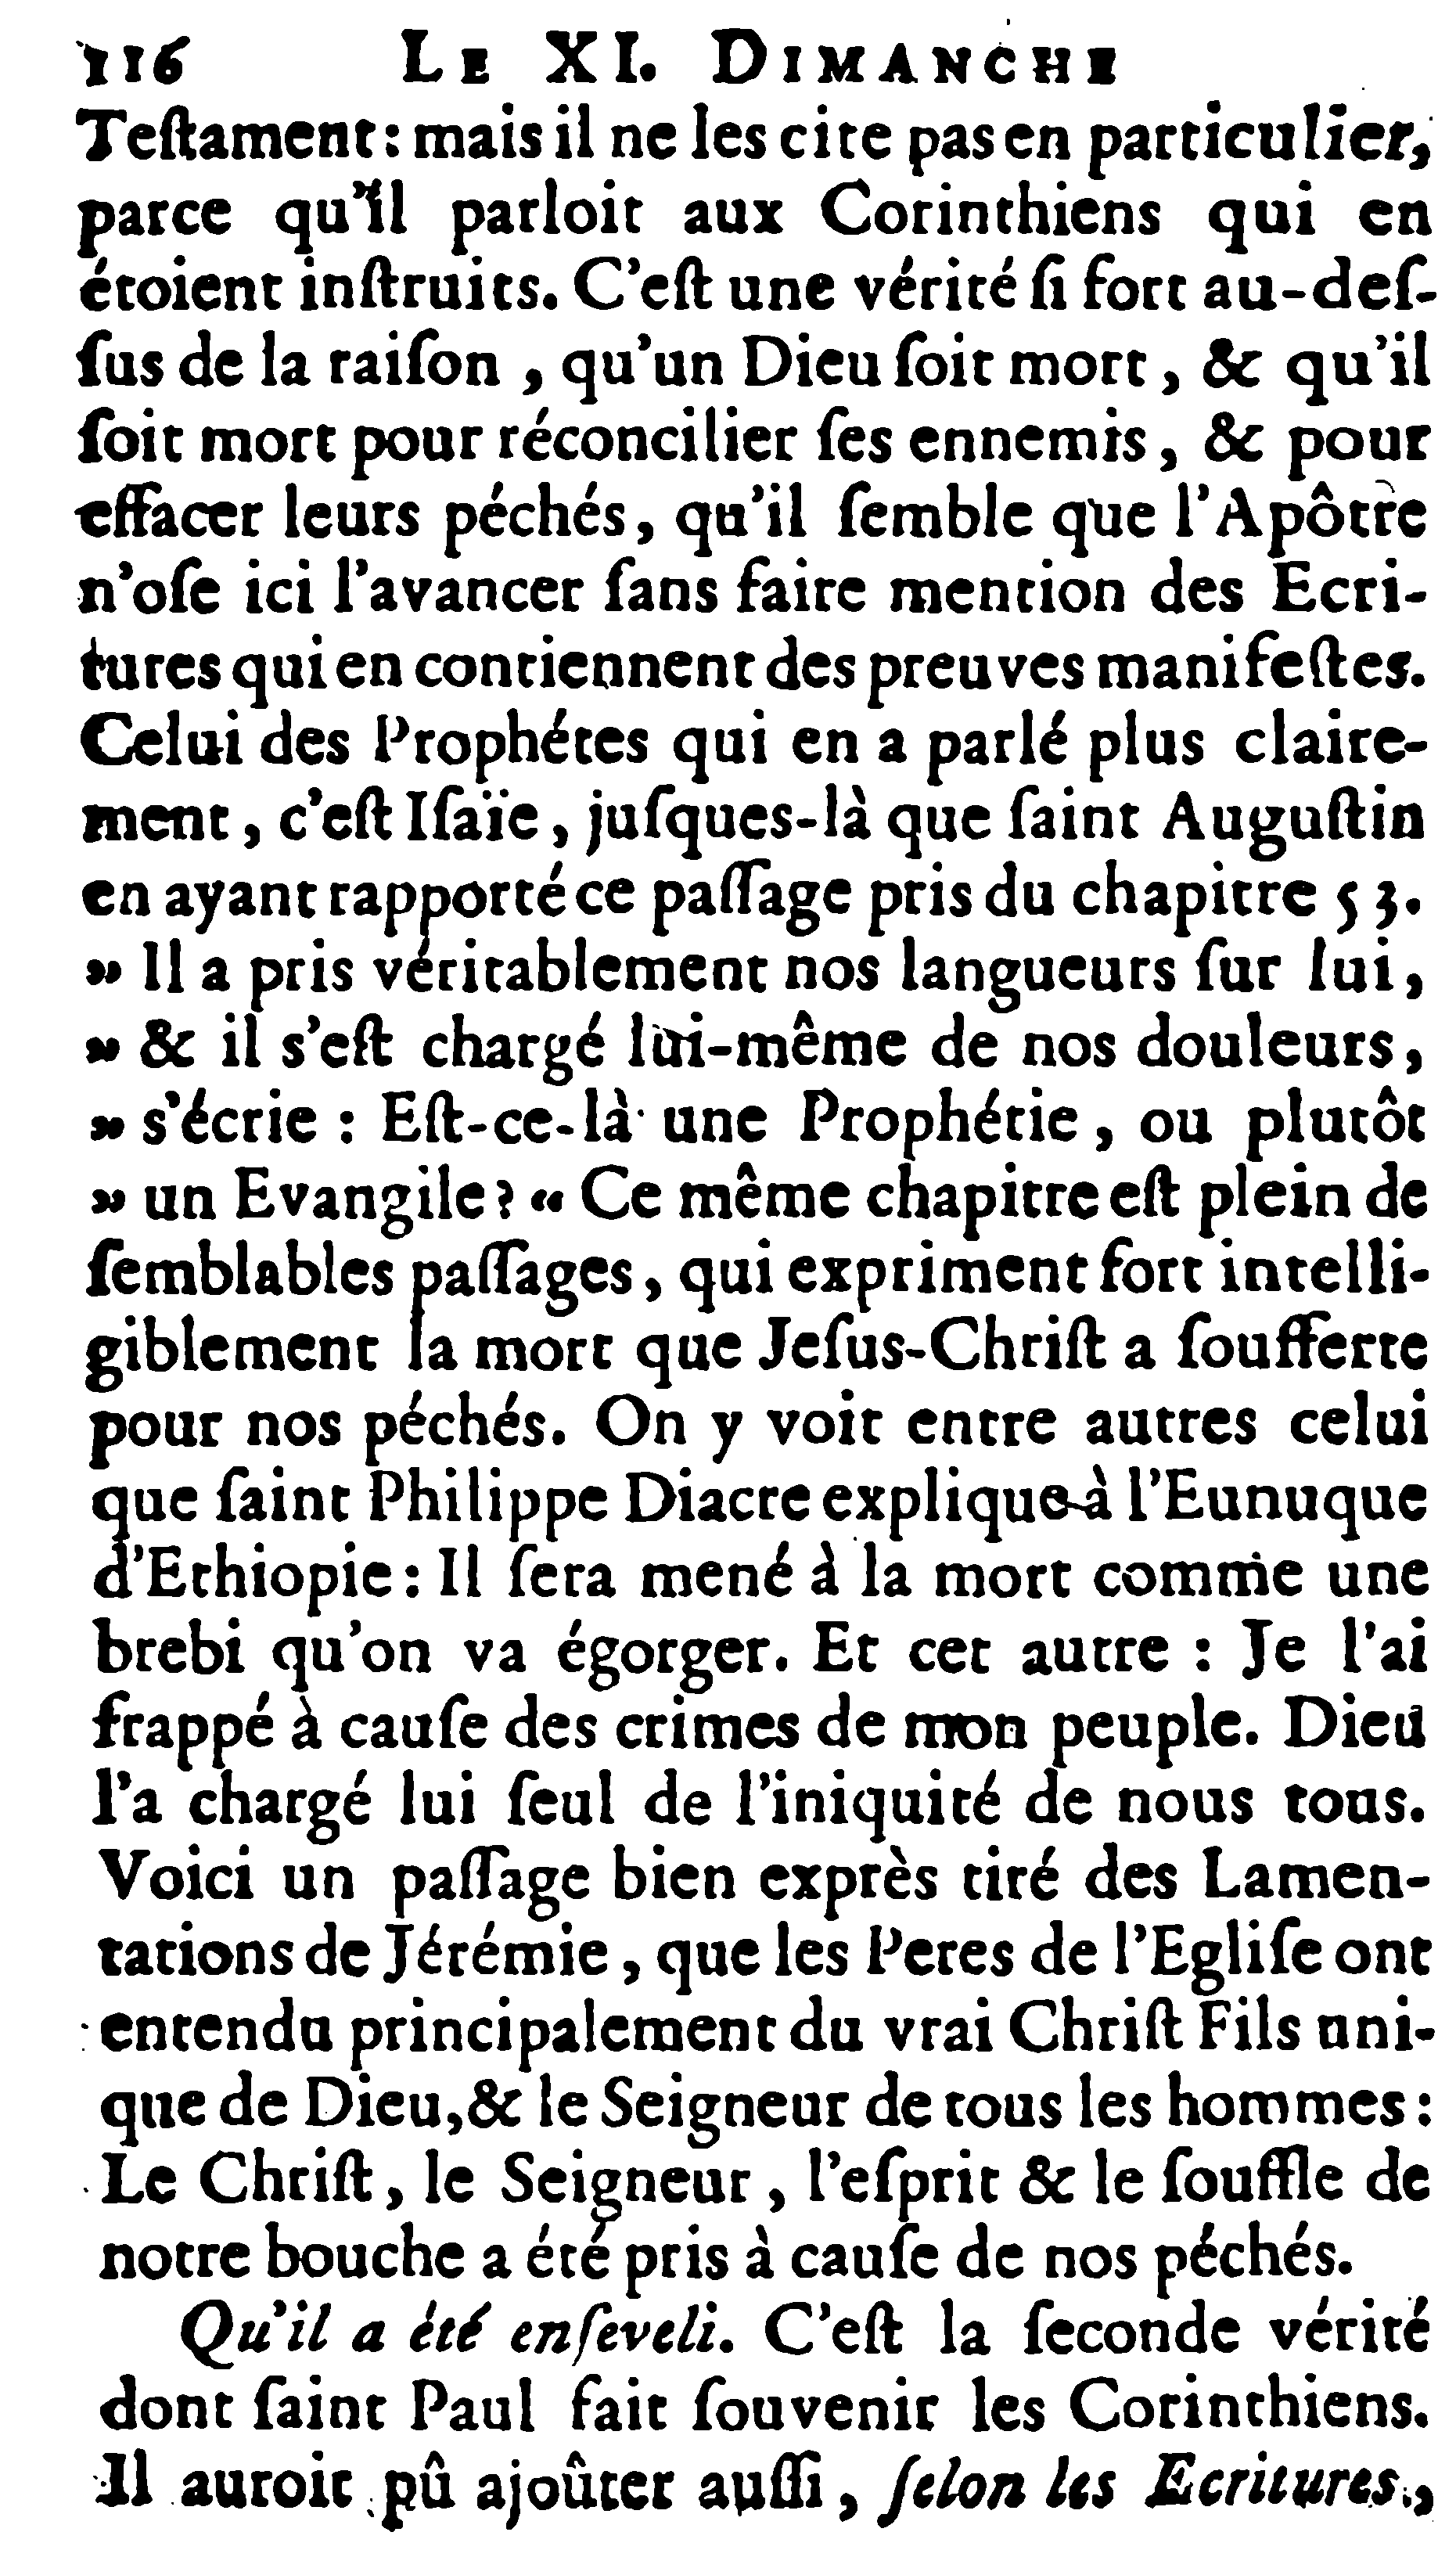 116 LE XI. DIMANCHE
Teſtament : mais il ne les cite pas en particulier,
parce qu'il parloit aux Corinthiens qui en
étoient inſtruits. C'eſt une vérité ſi fort au-deſ-
ſus de la raiſon , qu'un Dieu ſoit mort , & qu'il
ſoit mort pour réconcilier ſes ennemis , & pour
effacer leurs péchés, qu'il ſemble que l'Apôtre
n'oſe ici l'avancer ſans faire mention des Ecri-
tures qui en contiennent des preuves manifeſtes.
Celui des Prophétes qui en a parlé plus claire-
ment , c'eſt Iſaïe , juſques-là que ſaint Auguſtin
en ayant rapporté ce paſſage pris du chapitre 53.
» Il a pris véritablement nos langueurs ſur lui ,
» & il s'eſt chargé lui-même de nos douleurs ,
» s'écrie : Eſt-ce-là une Prophétie , ou plutôt
» un Evangile ? « Ce même chapitre eſt plein de
ſemblables paſſages , qui expriment fort intelli-
giblement la mort que Jeſus-Chriſt a ſoufferte
pour nos péchés. On y voit entre autres celui
que ſaint Philippe Diacre explique à l'Eunuque
d'Ethiopie : Il ſera mené à la mort comme une
brebi qu'on va égorger. Et cet autre : Je l'ai
frappé à cauſe des crimes de mon peuple. Dieu
l'a chargé lui ſeul de l'iniquité de nous tous.
Voici un paſſage bien exprès tiré des Lamen-
tations de Jérémie , que les Peres de l'Egliſe ont
entendu principalement du vrai Chriſt Fils uni-
que de Dieu, & le Seigneur de tous les hommes :
Le Chriſt , le Seigneur , l'eſprit & le ſouffle de
notre bouche a été pris à cauſe de nos péchés.
Qu'il a été enſeveli. C'eſt la ſeconde vérité
dont ſaint Paul fait ſouvenir les Corinthiens.
Il auroit pû ajoûter auſſi , ſelon les Ecritures ,